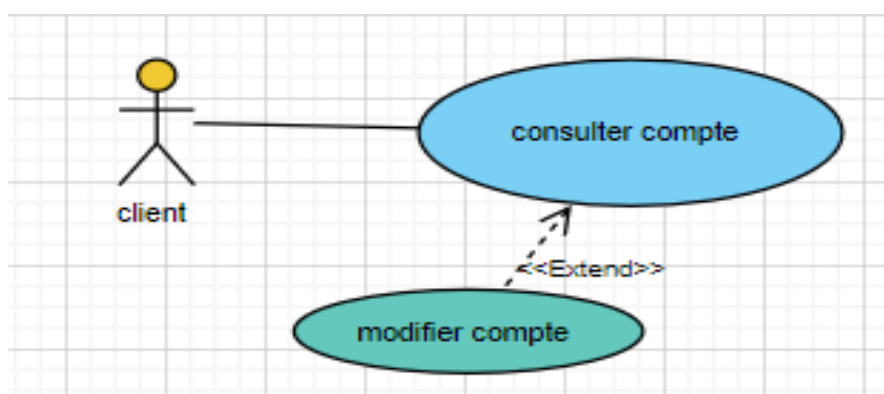 consulter compte
client
<<Extend>>
modifier compte